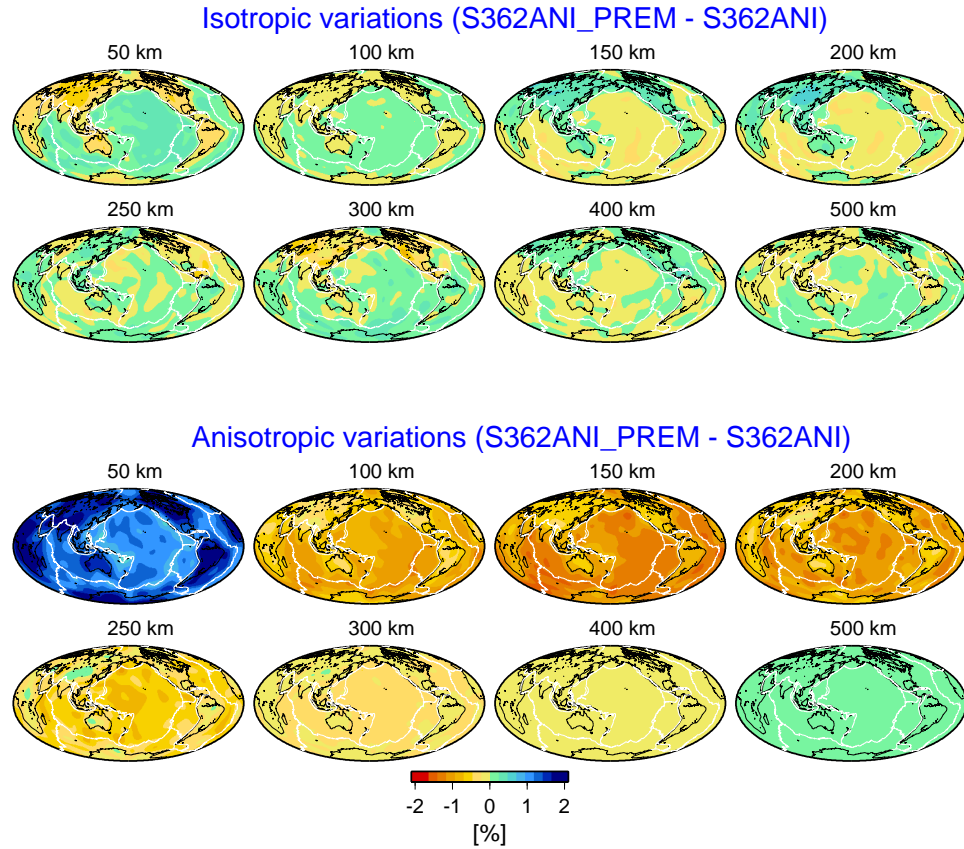 Isotropic variations (S362ANI_PREM - S362ANI)
50 km 100 km 150 km 200 km
250 km 300 km 400 km 500 km
Anisotropic variations (S362ANI_PREM - S362ANI)
50 km 100 km 150 km 200 km
250 km 300 km 400 km 500 km
-2 -1 0 1 2
[%]